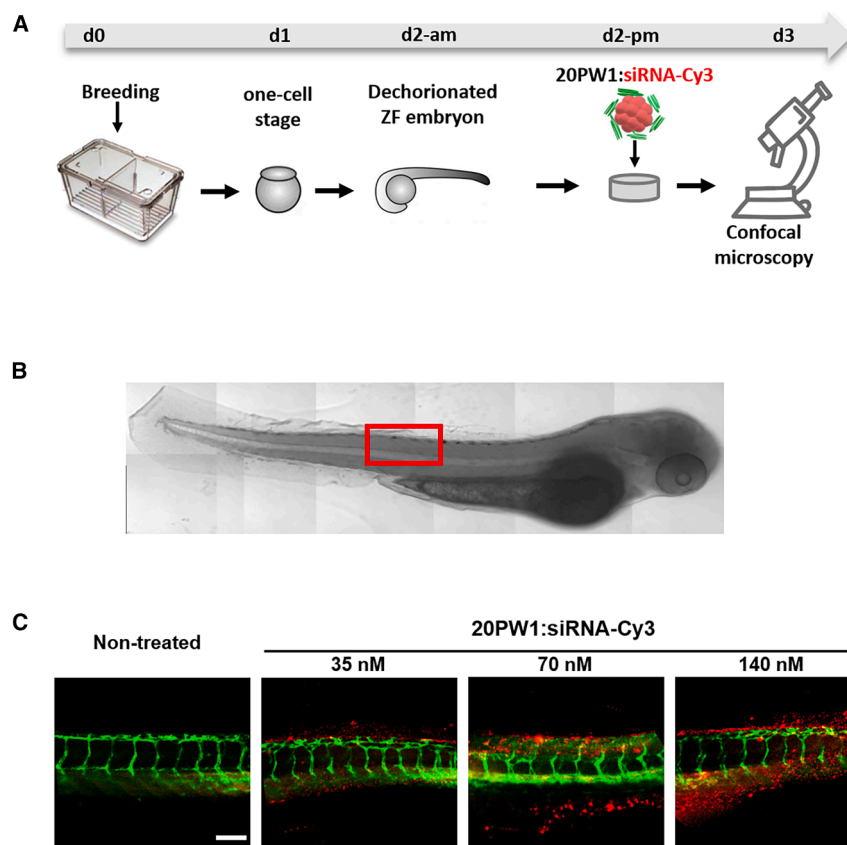 A
d0 d1 d2-am d2-pm d3
Breeding
one-cell
stage
Dechorionated
ZF embryon
20PW1:siRNA-Cy3
Confocal
microscopy
B
C
Non-treated
20PW1:siRNA-Cy3
35 nM 70 nM 140 nM